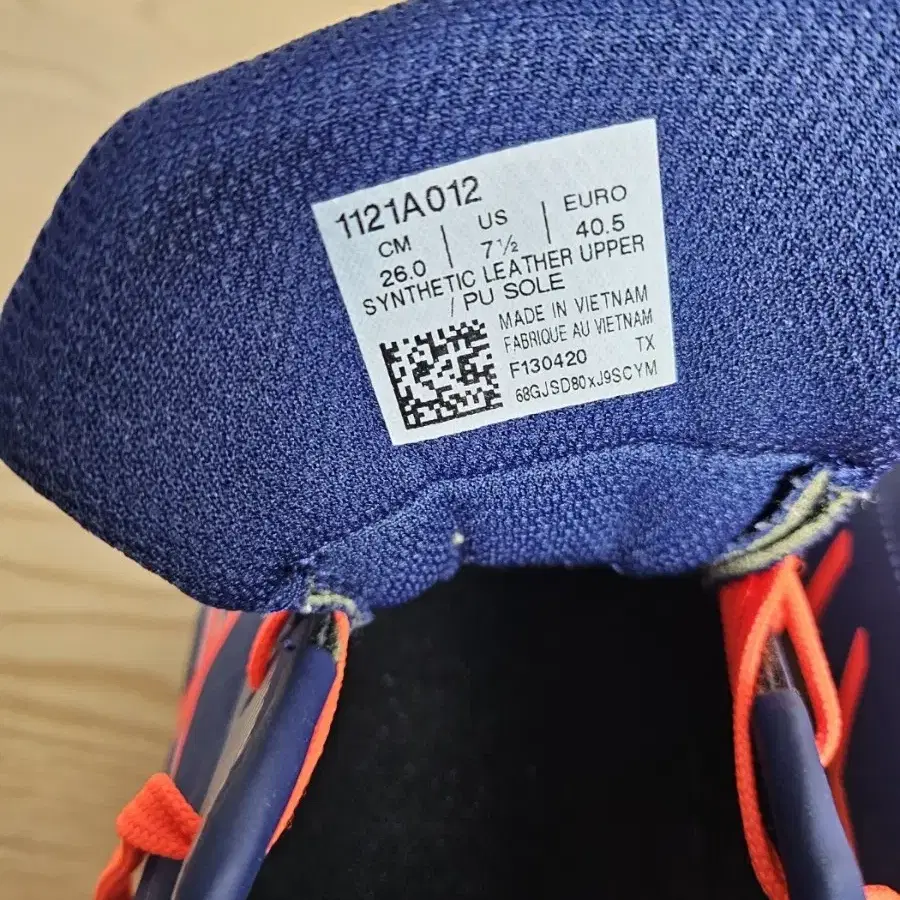 1121A012
CM | US | EURO
26.0 | 7½ | 40.5
SYNTHETIC LEATHER UPPER
/ PU SOLE
MADE IN VIETNAM
FABRIQUE AU VIETNAM
F130420 TX
68GJSD80xJ9SCYM